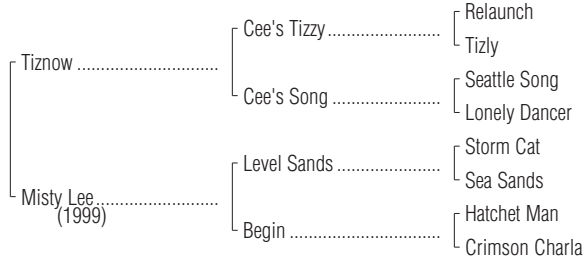 Relaunch
Cee's Tizzy ........................
Tizly
Tiznow ..............................
Seattle Song
Cee's Song .......................
Lonely Dancer
Storm Cat
Level Sands ......................
Sea Sands
Misty Lee..........................
(1999)
Hatchet Man
Begin ................................
Crimson Charla